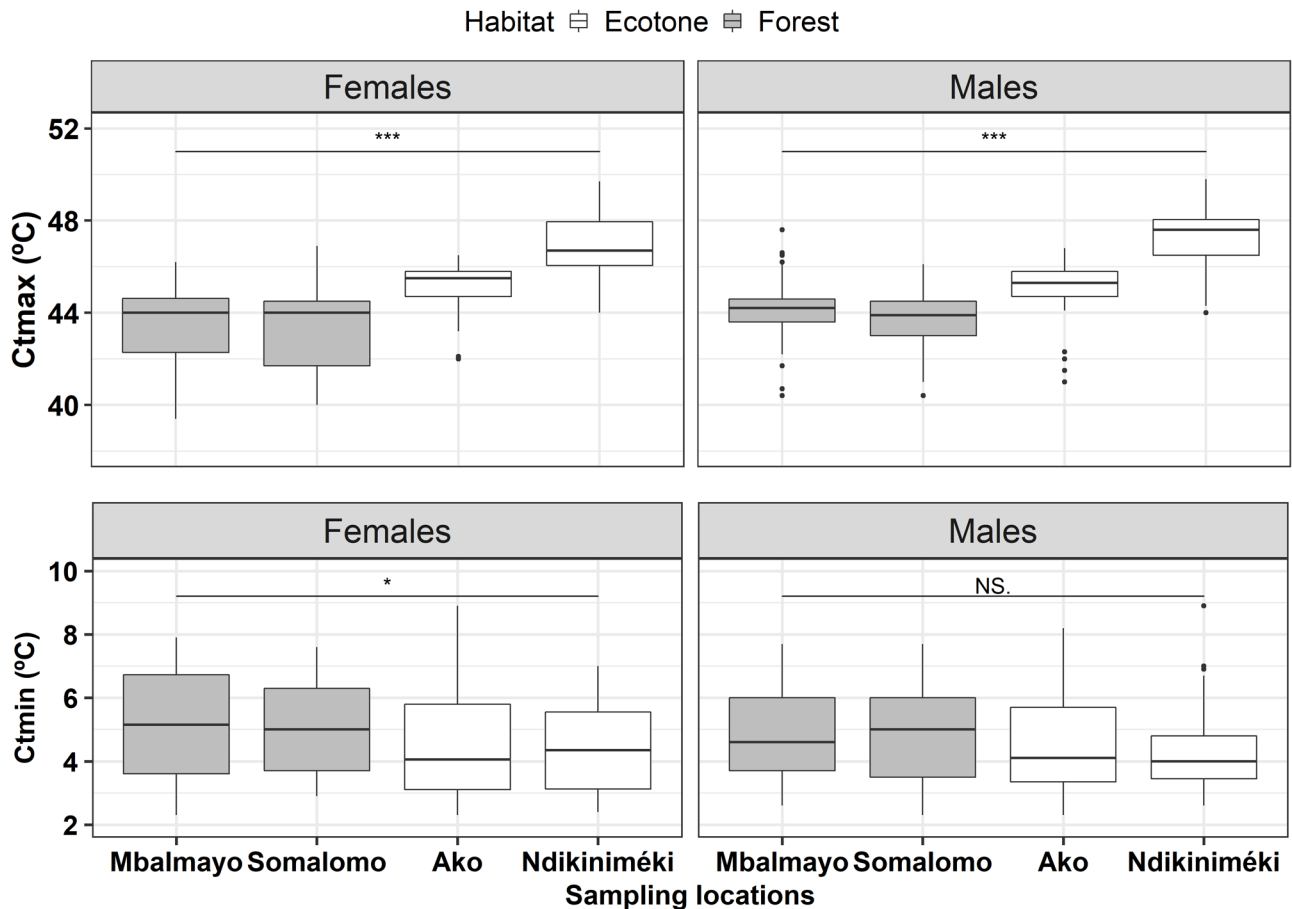 Habitat Ecotone Forest
Females Males
52
*** ***
48
44
40
Ctmax (ºC)
Females Males
10
* NS.
8
6
4
2
Ctmin (ºC)
Mbalmayo Somalomo Ako Ndikiniméki Mbalmayo Somalomo Ako Ndikiniméki
Sampling locations